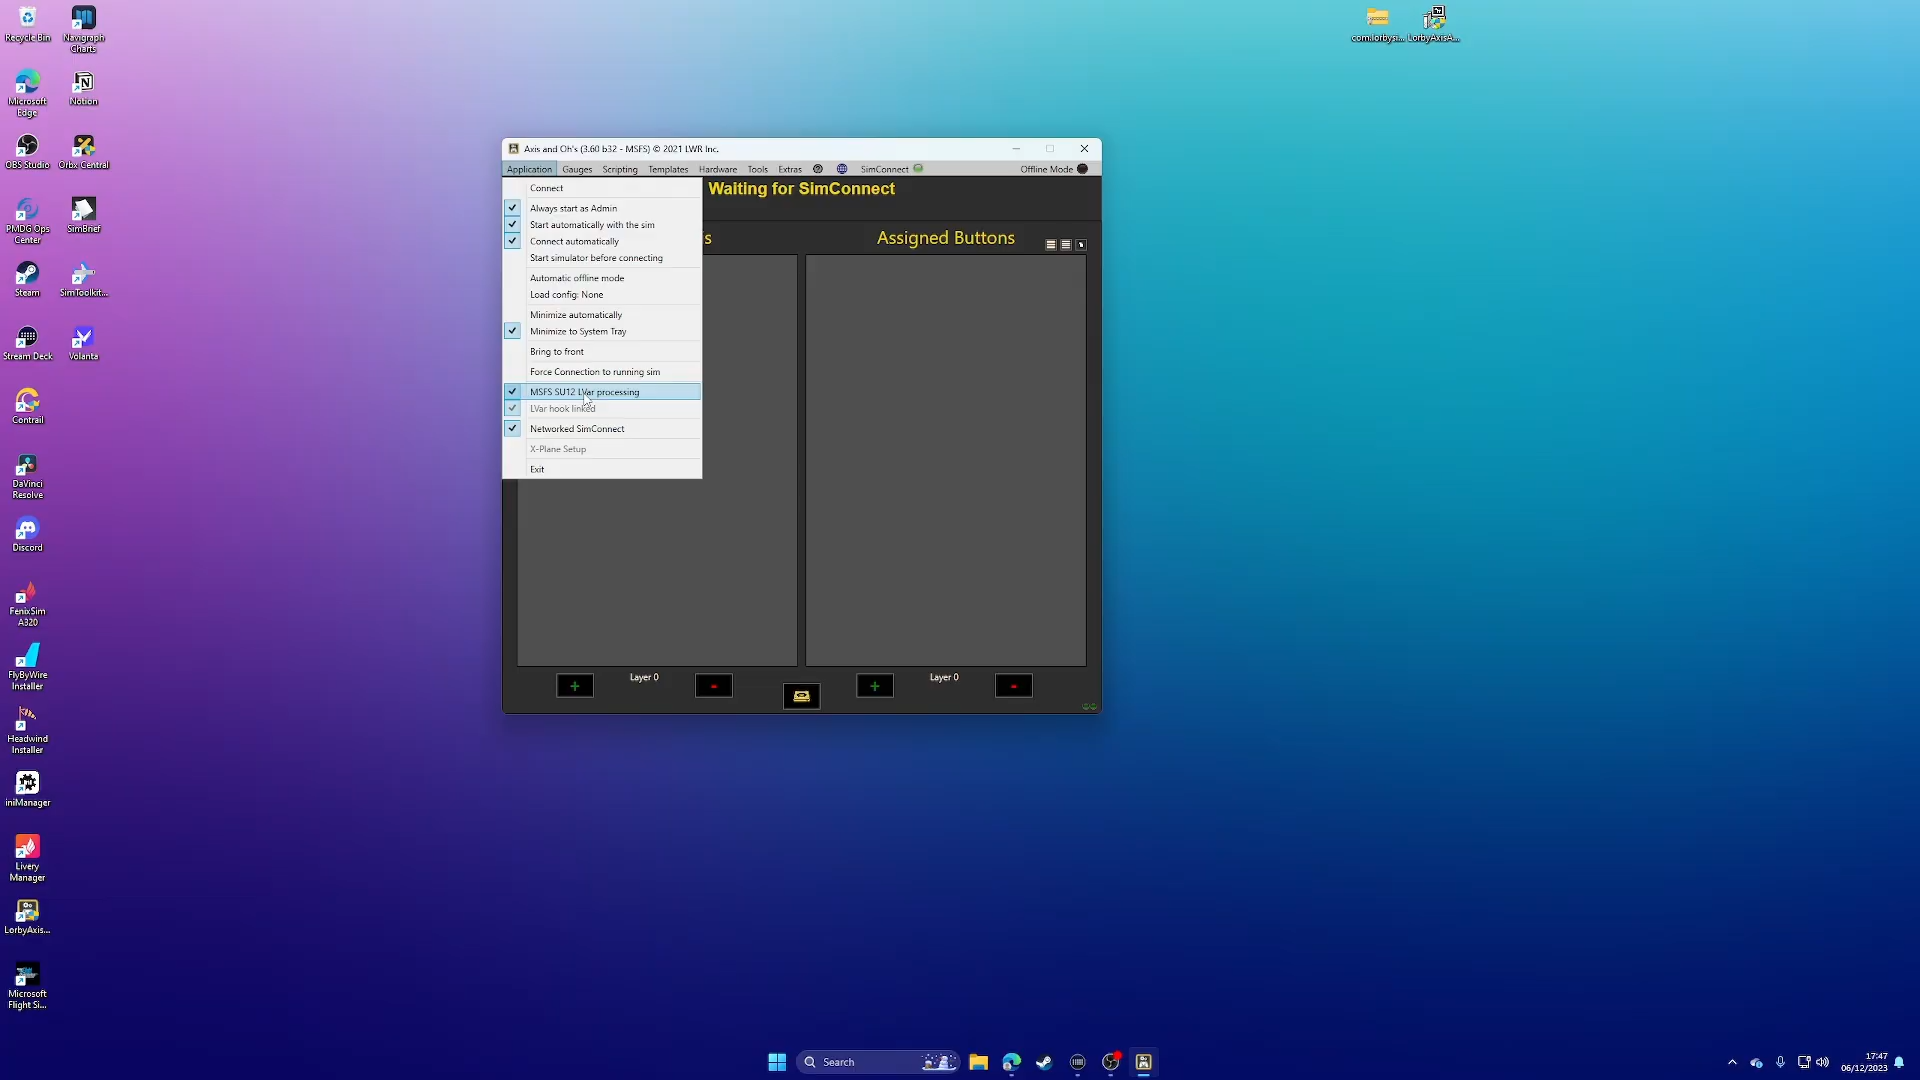 Recycle Bin
Navigraph
Charts
com.lorbysi...
LorbyAxisA...
Microsoft
Edge
Notion
OBS Studio
Orbx Central
PMDG Ops
Center
SimBrief
Steam
SimToolkit...
Stream Deck
Volanta
Contrail
DaVinci
Resolve
Discord
FenixSim
A320
FlyByWire
Installer
Headwind
Installer
iniManager
Livery
Manager
LorbyAxis...
Microsoft
Flight Si...
Axis and Oh's (3.60 b32 - MSFS) © 2021 LWR Inc.
Application Gauges Scripting Templates Hardware Tools Extras SimConnect Offline Mode
Waiting for SimConnect
Connect
Always start as Admin
Start automatically with the sim
Connect automatically
Start simulator before connecting
Automatic offline mode
Load config: None
Minimize automatically
Minimize to System Tray
Bring to front
Force Connection to running sim
MSFS SU12 LVar processing
LVar hook linked
Networked SimConnect
X-Plane Setup
Exit
's
Assigned Buttons
+ Layer 0 - + Layer 0 -
Search
17:47
06/12/2023